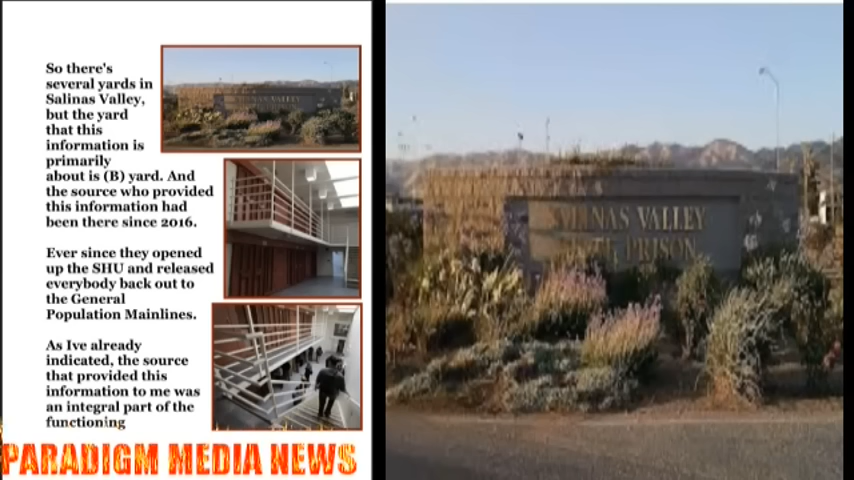 So there's
several yards in
Salinas Valley,
but the yard
that this
information is
primarily
about is (B) yard. And
the source who provided
this information had
been there since 2016.
Ever since they opened
up the SHU and released
everybody back out to
the General
Population Mainlines.
As Ive already
indicated, the source
that provided this
information to me was
an integral part of the
functioning
PARADIGM MEDIA NEWS
SALINAS VALLEY
SALINAS VALLEY
STATE PRISON